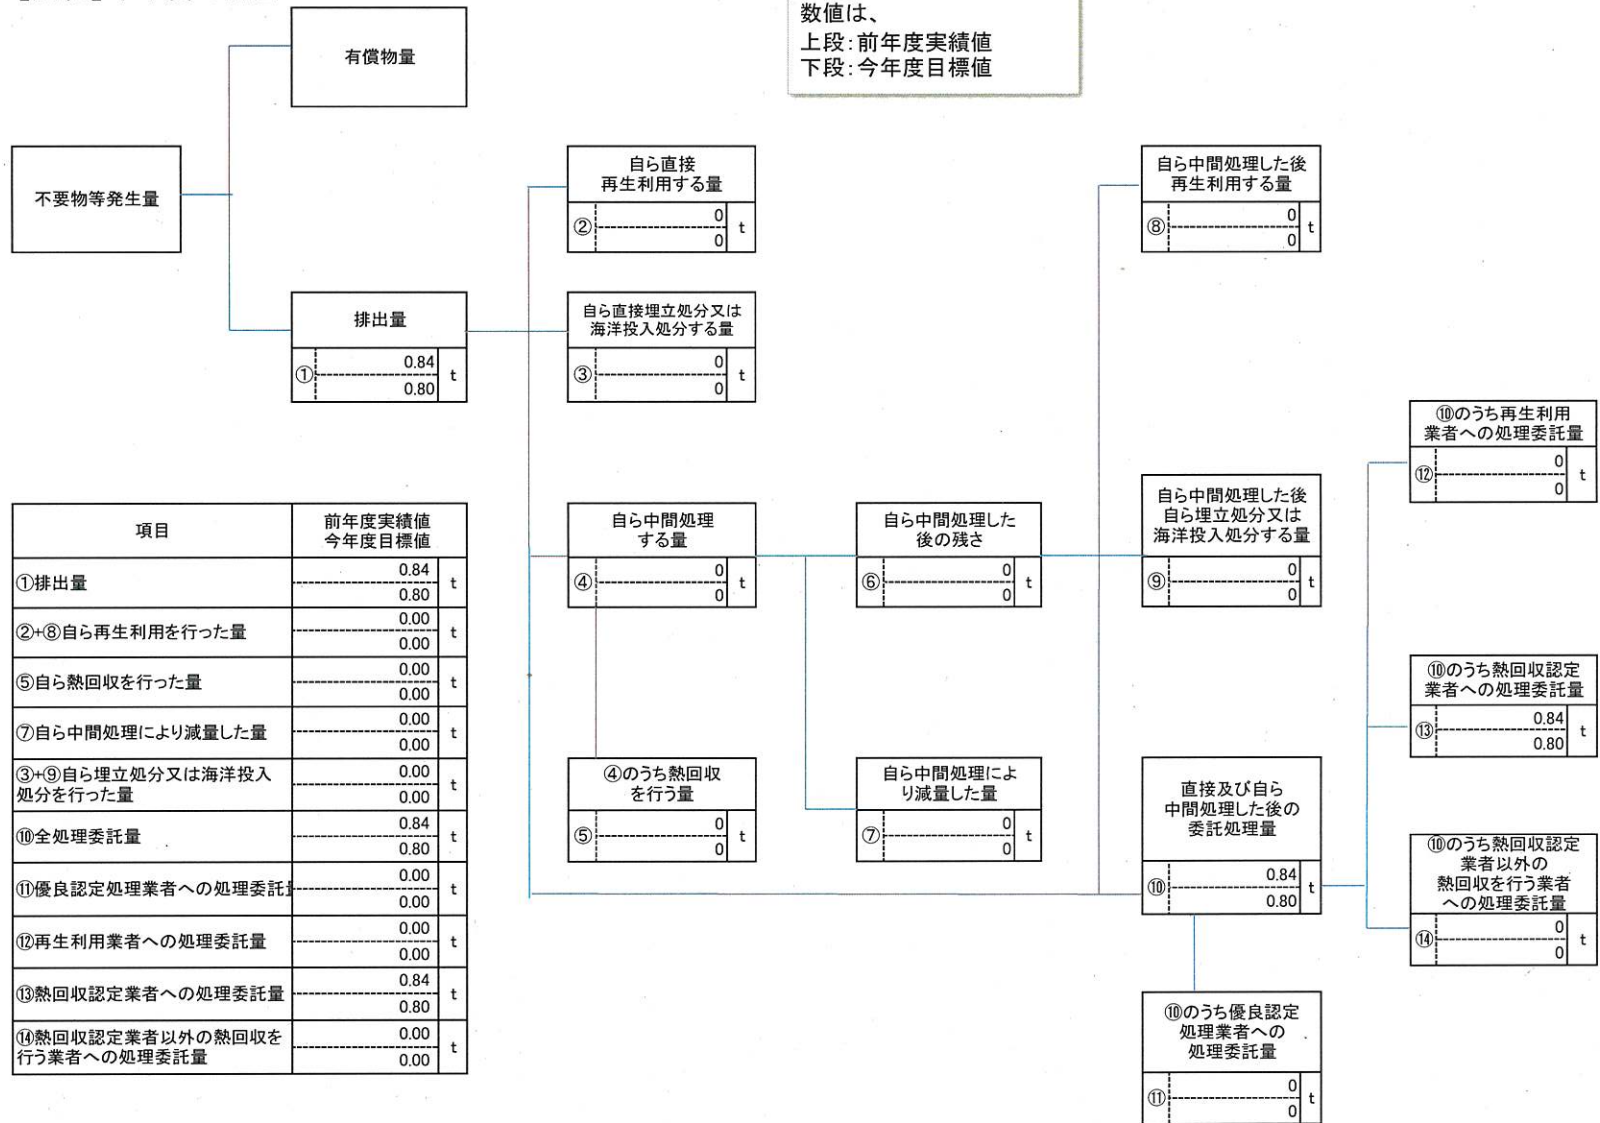 数値は、
上段：前年度実績値
下段：今年度目標値
有償物量
不要物等発生量
自ら直接
再生利用する量
②
0
0
t
自ら中間処理した後
再生利用する量
⑧
0
0
t
排出量
①
0.84
0.80
t
自ら直接埋立処分又は
海洋投入処分する量
③
0
0
t
⑩のうち再生利用
業者への処理委託量
⑫
0
0
t
自ら中間処理
する量
④
0
0
t
自ら中間処理した
後の残さ
⑥
0
0
t
自ら中間処理した後
自ら埋立処分又は
海洋投入処分する量
⑨
0
0
t
⑩のうち熱回収認定
業者への処理委託量
⑬
0.84
0.80
t
④のうち熱回収
を行う量
⑤
0
0
t
自ら中間処理によ
り減量した量
⑦
0
0
t
直接及び自ら
中間処理した後の
委託処理量
⑩
0.84
0.80
t
⑩のうち熱回収認定
業者以外の
熱回収を行う業者
への処理委託量
⑭
0
0
t
⑩のうち優良認定
処理業者への
処理委託量
⑪
0
0
t
項目
前年度実績値
今年度目標値
①排出量
0.84
0.80
t
②+⑧自ら再生利用を行った量
0.00
0.00
t
⑤自ら熱回収を行った量
0.00
0.00
t
⑦自ら中間処理により減量した量
0.00
0.00
t
③+⑨自ら埋立処分又は海洋投入
処分を行った量
0.00
0.00
t
⑩全処理委託量
0.84
0.80
t
⑪優良認定処理業者への処理委託
0.00
0.00
t
⑫再生利用業者への処理委託量
0.00
0.00
t
⑬熱回収認定業者への処理委託量
0.84
0.80
t
⑭熱回収認定業者以外の熱回収を
行う業者への処理委託量
0.00
0.00
t